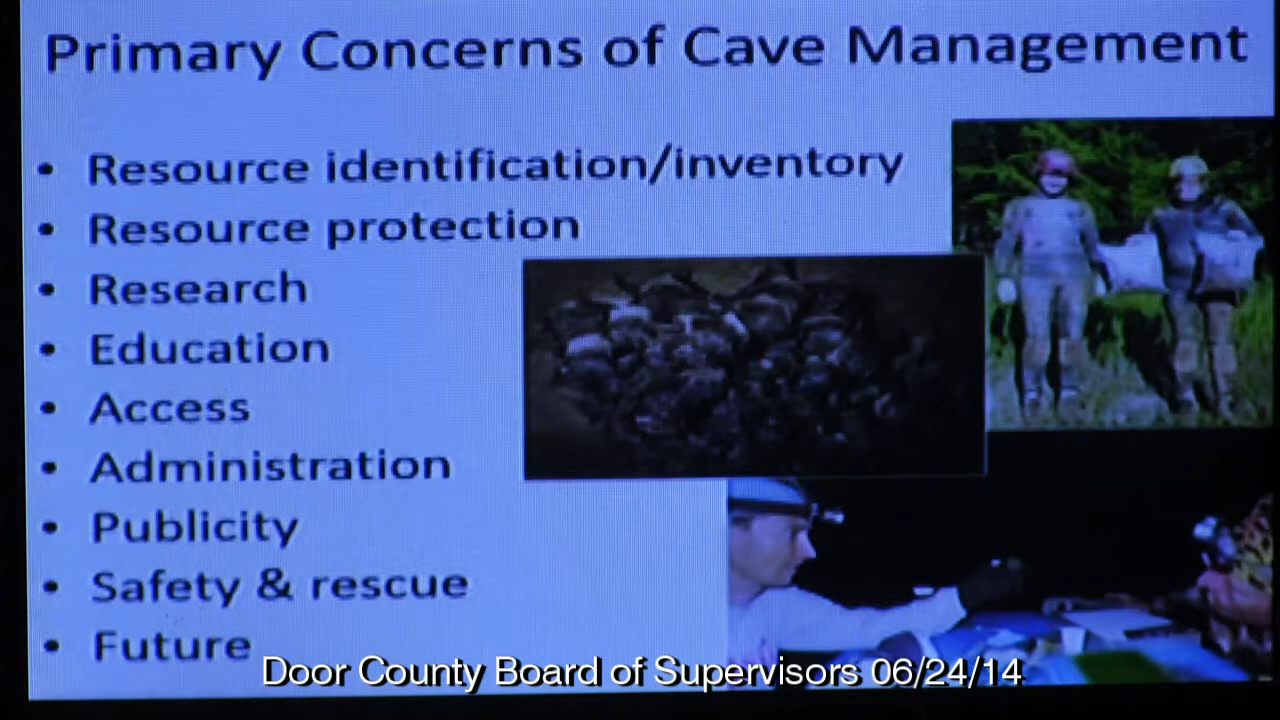 Primary Concerns of Cave Management
• Resource identification/inventory
• Resource protection
• Research
• Education
• Access
• Administration
• Publicity
• Safety & rescue
• Future
Door County Board of Supervisors 06/24/14